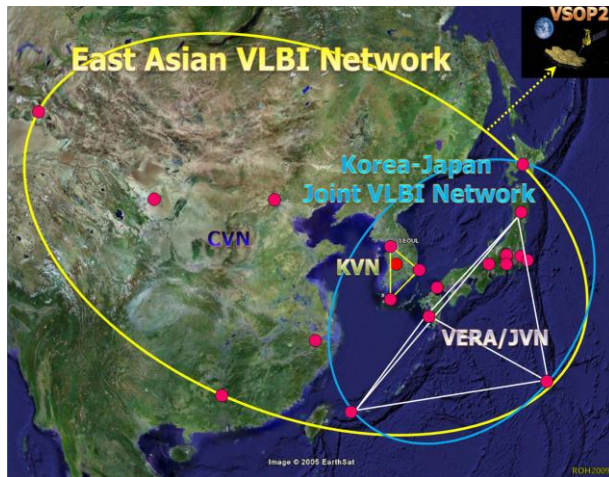 VSOP2
East Asian VLBI Network
Korea-Japan
Joint VLBI Network
CVN
SEOUL
KVN
VERA/JVN
Image © 2005 EarthSat
ROH2009